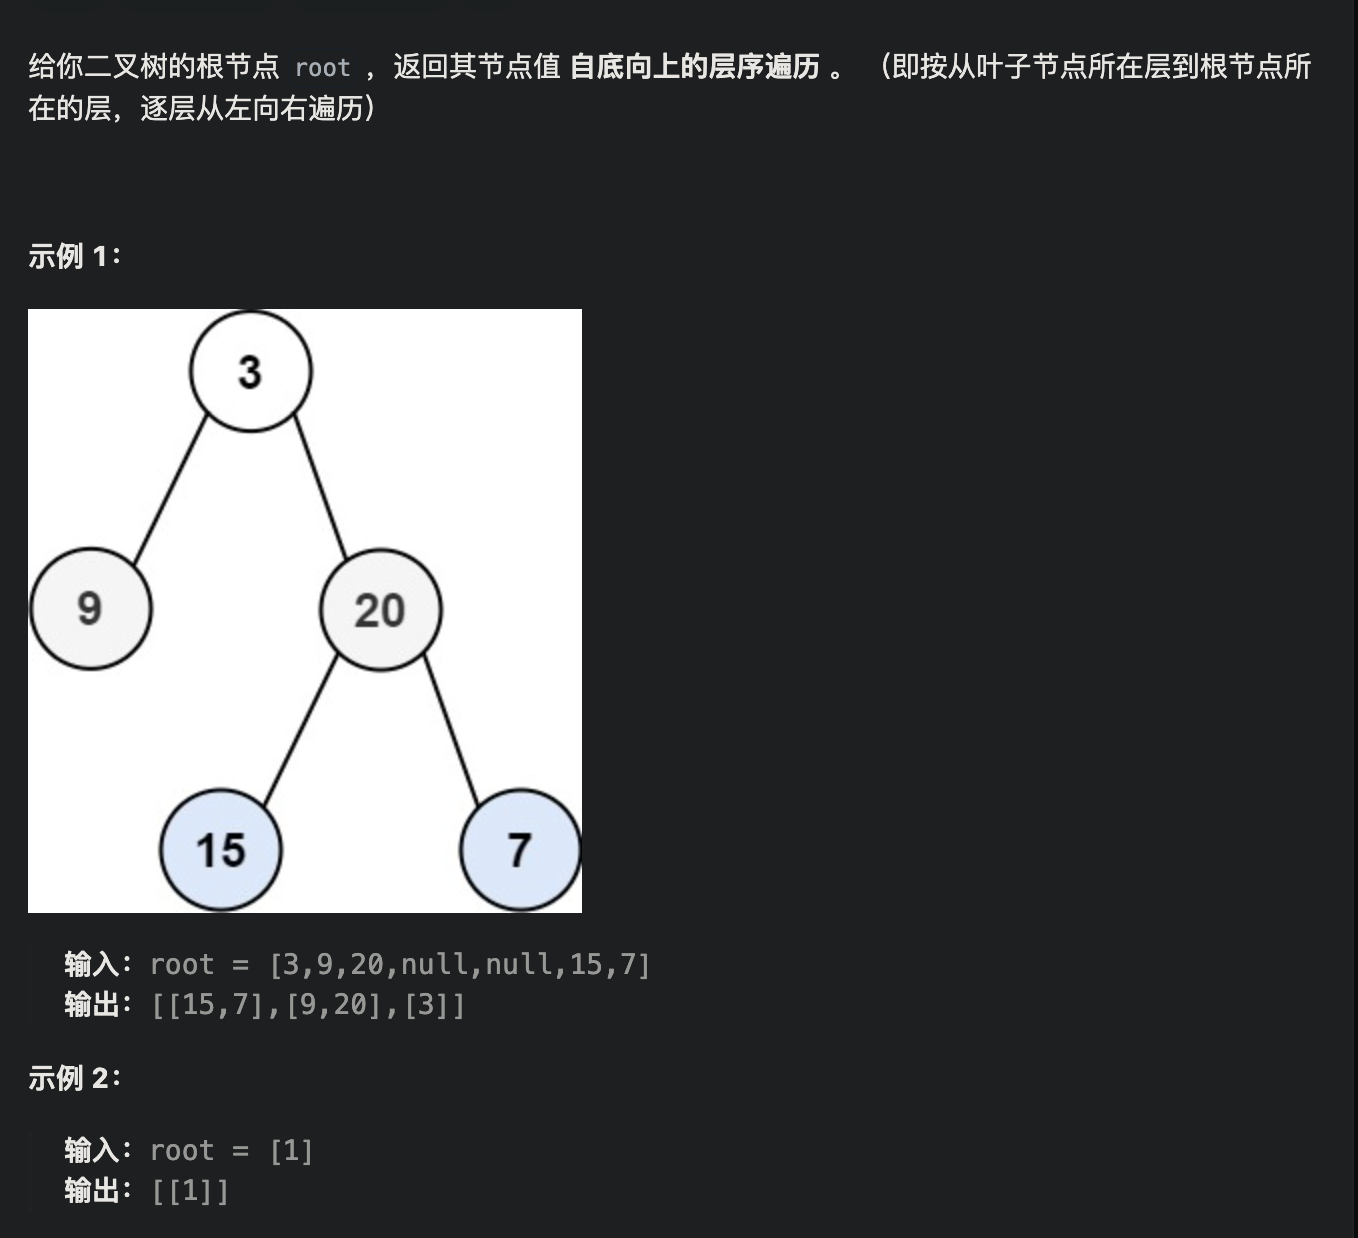 给你二叉树的根节点 root ，返回其节点值 自底向上的层序遍历 。 （即按从叶子节点所在层到根节点所
在的层，逐层从左向右遍历）
示例 1：
3
9
20
15
7
输入：root = [3,9,20,null,null,15,7]
输出：[[15,7],[9,20],[3]]
示例 2：
输入：root = [1]
输出：[[1]]